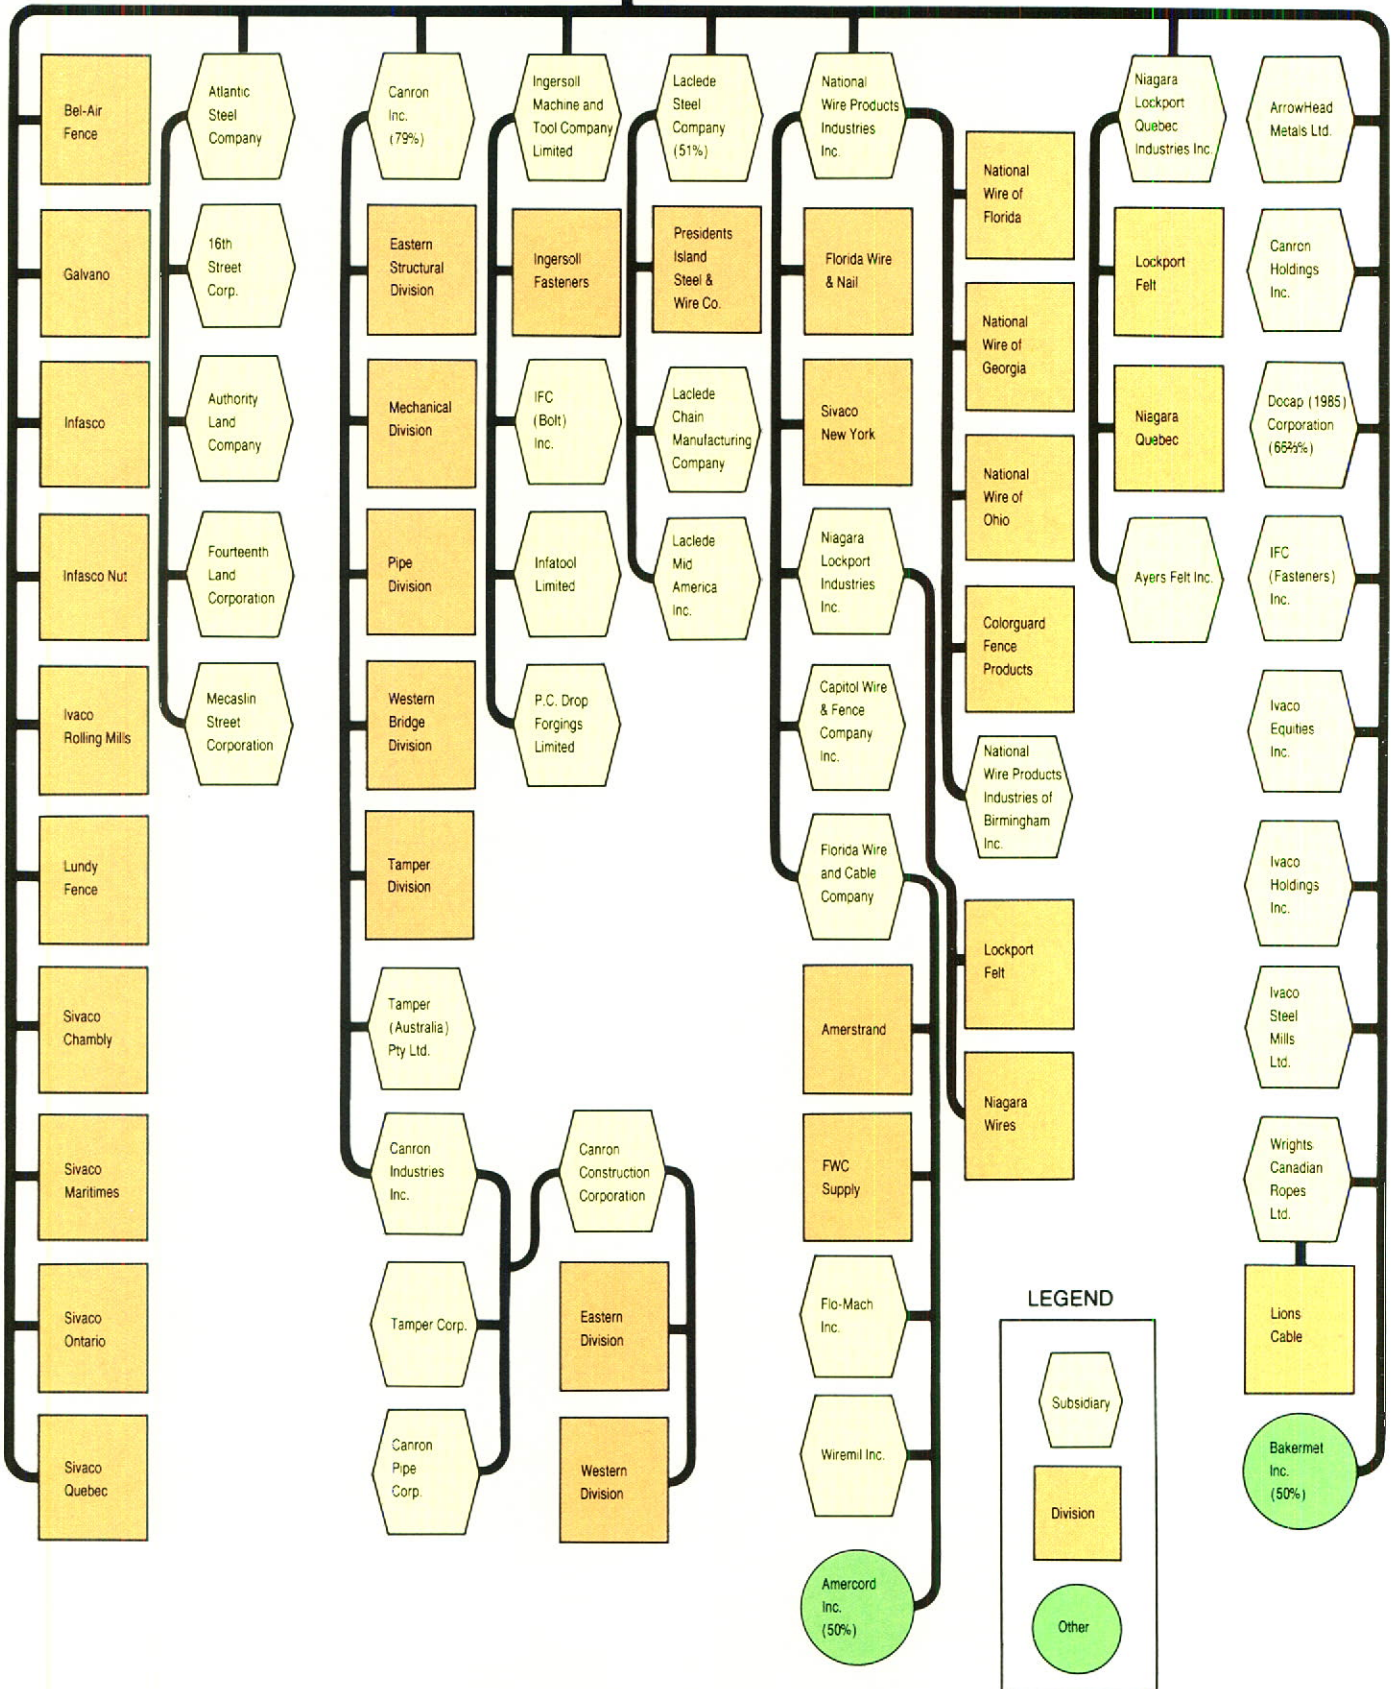 Bel-Air
Fence
Galvano
Infasco
Infasco Nut
Ivaco
Rolling Mills
Lundy
Fence
Sivaco
Chambly
Sivaco
Maritimes
Sivaco
Ontario
Sivaco
Quebec
Atlantic
Steel
Company
16th
Street
Corp.
Authority
Land
Company
Fourteenth
Land
Corporation
Mecaslin
Street
Corporation
Canron
Inc.
(79%)
Eastern
Structural
Division
Mechanical
Division
Pipe
Division
Western
Bridge
Division
Tamper
Division
Tamper
(Australia)
Pty Ltd.
Canron
Industries
Inc.
Tamper Corp.
Canron
Pipe
Corp.
Canron
Construction
Corporation
Eastern
Division
Western
Division
Ingersoll
Machine and
Tool Company
Limited
Ingersoll
Fasteners
IFC
(Bolt)
Inc.
Infatool
Limited
P.C. Drop
Forgings
Limited
Laclede
Steel
Company
(51%)
Presidents
Island
Steel &
Wire Co.
Laclede
Chain
Manufacturing
Company
Laclede
Mid
America
Inc.
National
Wire Products
Industries
Inc.
Florida Wire
& Nail
Sivaco
New York
Niagara
Lockport
Industries
Inc.
Capitol Wire
& Fence
Company
Inc.
Florida Wire
and Cable
Company
Amerstrand
FWC
Supply
Flo-Mach
Inc.
Wiremil Inc.
Amercord
Inc.
(50%)
National
Wire of
Florida
National
Wire of
Georgia
National
Wire of
Ohio
Colorguard
Fence
Products
National
Wire Products
Industries of
Birmingham
Inc.
Lockport
Felt
Niagara
Wires
Niagara
Lockport
Quebec
Industries Inc.
Lockport
Felt
Niagara
Quebec
Ayers Felt Inc.
ArrowHead
Metals Ltd.
Canron
Holdings
Inc.
Docap (1985)
Corporation
(66⅔%)
IFC
(Fasteners)
Inc.
Ivaco
Equities
Inc.
Ivaco
Holdings
Inc.
Ivaco
Steel
Mills
Ltd.
Wrights
Canadian
Ropes
Ltd.
Lions
Cable
Bakermet
Inc.
(50%)
LEGEND
Subsidiary
Division
Other